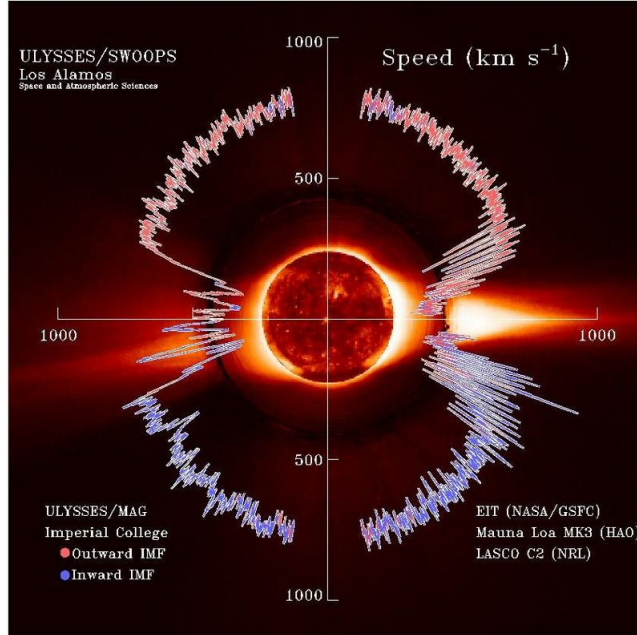 ULYSSES/SWOOPS
Los Alamos
Space and Atmospheric Sciences
Speed (km s⁻¹)
1000
500
1000
1000
500
1000
ULYSSES/MAG
Imperial College
Outward IMF
Inward IMF
EIT (NASA/GSFC)
Mauna Loa MK3 (HAO)
LASCO C2 (NRL)